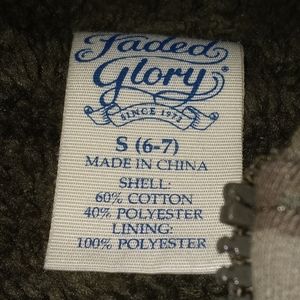 Faded
Glory
SINCE 1972
S (6-7)
MADE IN CHINA
SHELL:
60% COTTON
40% POLYESTER
LINING:
100% POLYESTER